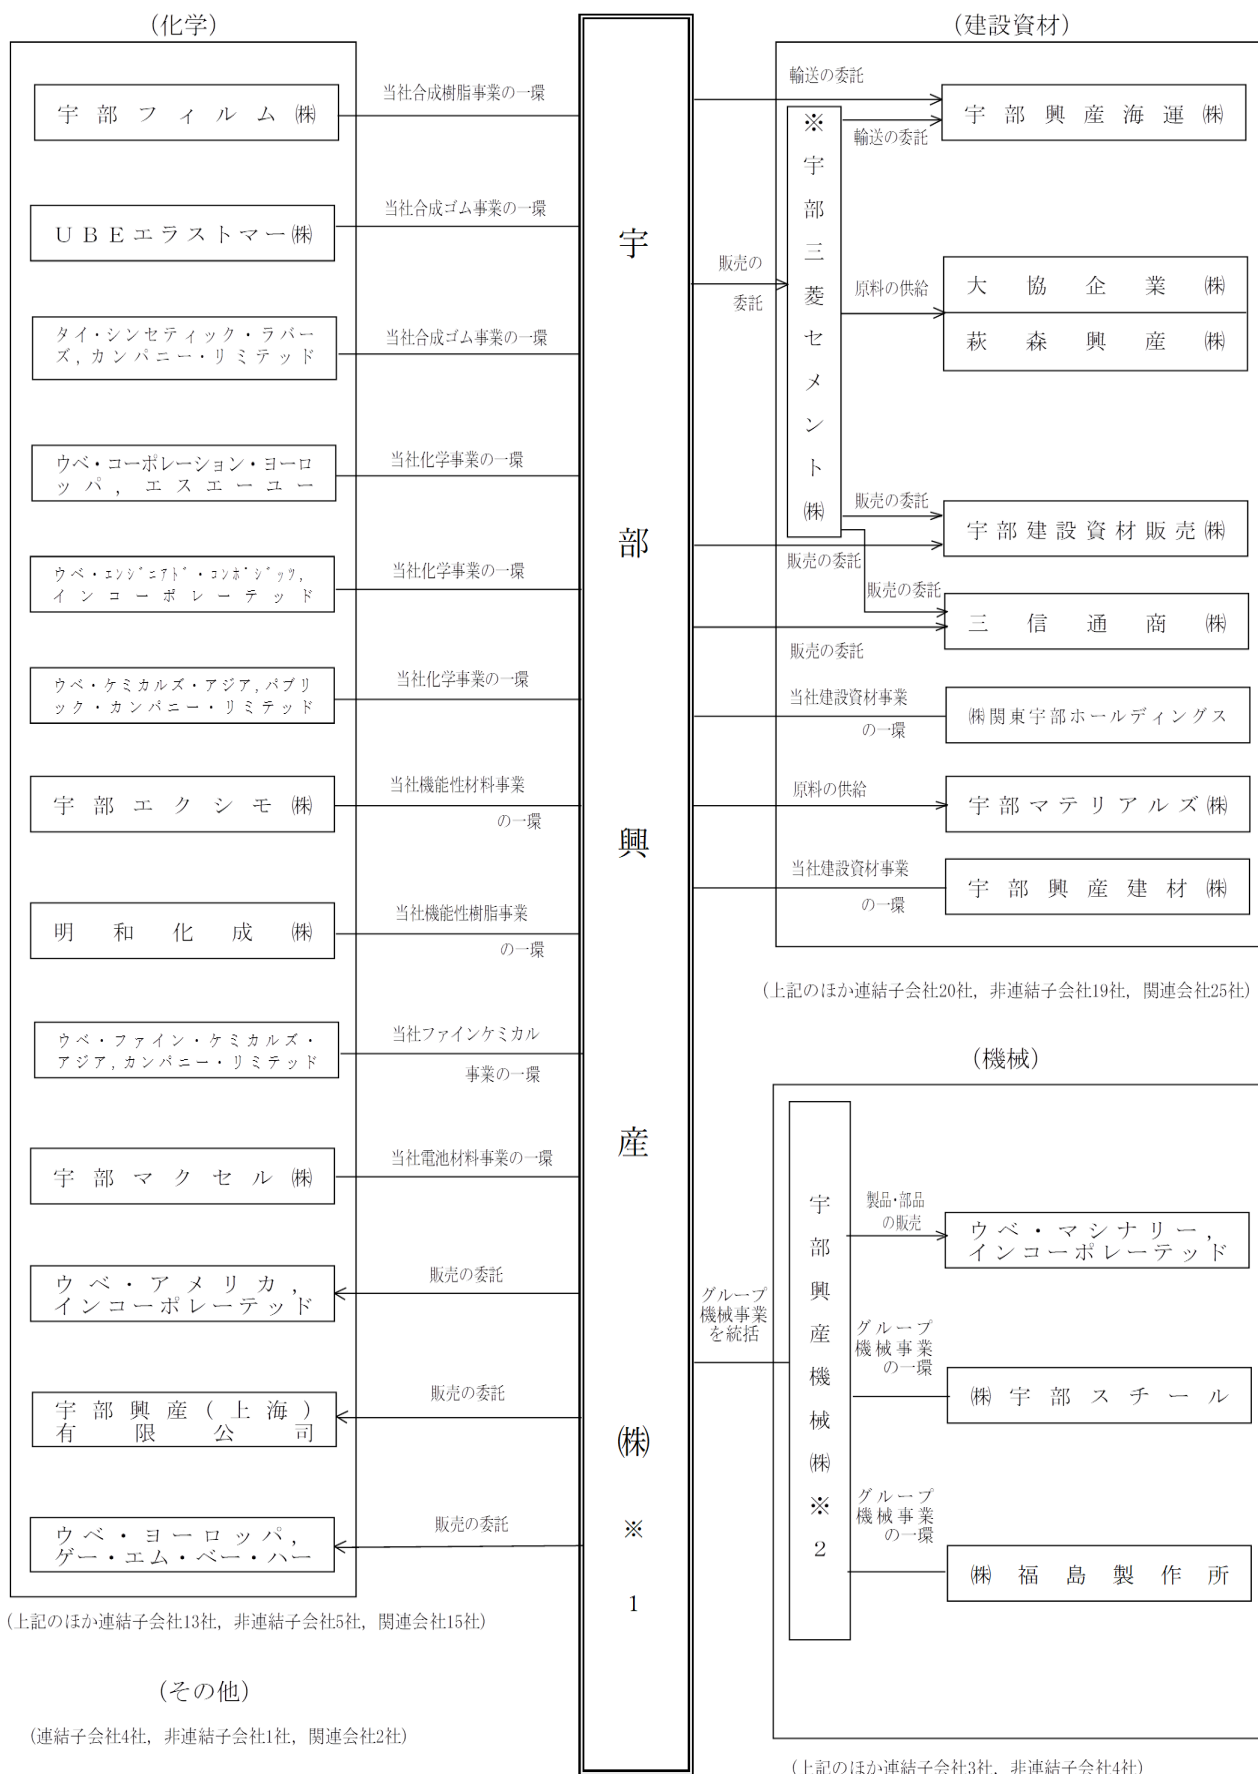 (化学)
宇部フィルム㈱
当社合成樹脂事業の一環
UBEエラストマー㈱
当社合成ゴム事業の一環
タイ・シンセティック・ラバー
ズ,カンパニー・リミテッド
当社合成ゴム事業の一環
ウベ・コーポレーション・ヨーロ
ッパ,エスエーユー
当社化学事業の一環
ウベ・エンジニアド・コンポジッツ,
インコーポレーテッド
当社化学事業の一環
ウベ・ケミカルズ・アジア,パブリ
ック・カンパニー・リミテッド
当社化学事業の一環
宇部エクシモ㈱
当社機能性材料事業
の一環
明和化成㈱
当社機能性樹脂事業
の一環
ウベ・ファイン・ケミカルズ・
アジア,カンパニー・リミテッド
当社ファインケミカル
事業の一環
宇部マクセル㈱
当社電池材料事業の一環
ウベ・アメリカ,
インコーポレーテッド
販売の委託
宇部興産(上海)
有限公司
販売の委託
ウベ・ヨーロッパ,
ゲー・エム・ベー・ハー
販売の委託
(上記のほか連結子会社13社, 非連結子会社5社, 関連会社15社)
(その他)
(連結子会社4社, 非連結子会社1社, 関連会社2社)
宇部興産㈱※1
(建設資材)
輸送の委託
宇部興産海運㈱
輸送の委託
※宇部三菱セメント㈱
販売の
委託
原料の供給
大協企業㈱
萩森興産㈱
販売の委託
宇部建設資材販売㈱
販売の委託
販売の委託
三信通商㈱
販売の委託
当社建設資材事業
の一環
㈱関東宇部ホールディングス
原料の供給
宇部マテリアルズ㈱
当社建設資材事業
の一環
宇部興産建材㈱
(上記のほか連結子会社20社, 非連結子会社19社, 関連会社25社)
(機械)
グループ
機械事業
を統括
宇部興産機械㈱※2
製品・部品
の販売
ウベ・マシナリー,
インコーポレーテッド
グループ
機械事業
の一環
㈱宇部スチール
グループ
機械事業
の一環
㈱福島製作所
(上記のほか連結子会社3社, 非連結子会社4社)